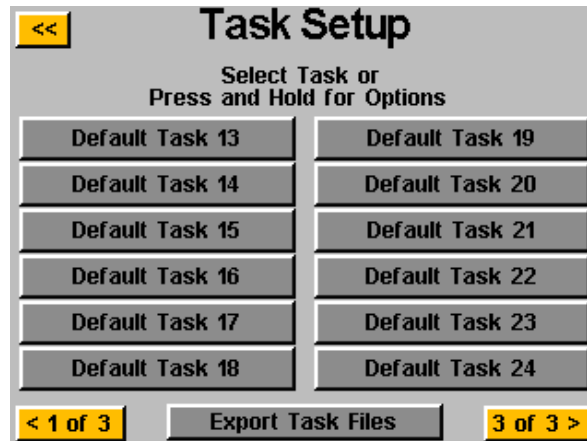 <<
Task Setup
Select Task or
Press and Hold for Options
Default Task 13
Default Task 14
Default Task 15
Default Task 16
Default Task 17
Default Task 18
Default Task 19
Default Task 20
Default Task 21
Default Task 22
Default Task 23
Default Task 24
< 1 of 3
Export Task Files
3 of 3 >